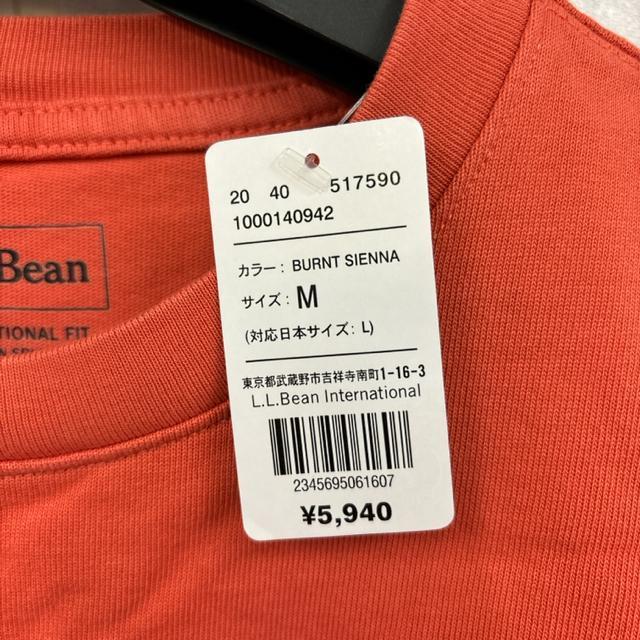 20 40 517590
1000140942
カラー: BURNT SIENNA
サイズ: M
(対応日本サイズ: L)
東京都武蔵野市吉祥寺南町1-16-3
L.L.Bean International
2345695061607
¥5,940
Bean
FIT